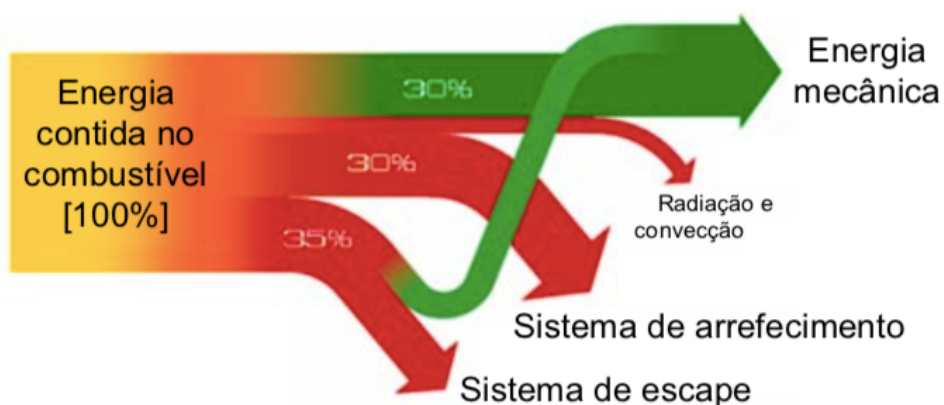 Energia
contida no
combustível
[100%]
30%
30%
35%
Energia
mecânica
Radiação e
convecção
Sistema de arrefecimento
Sistema de escape